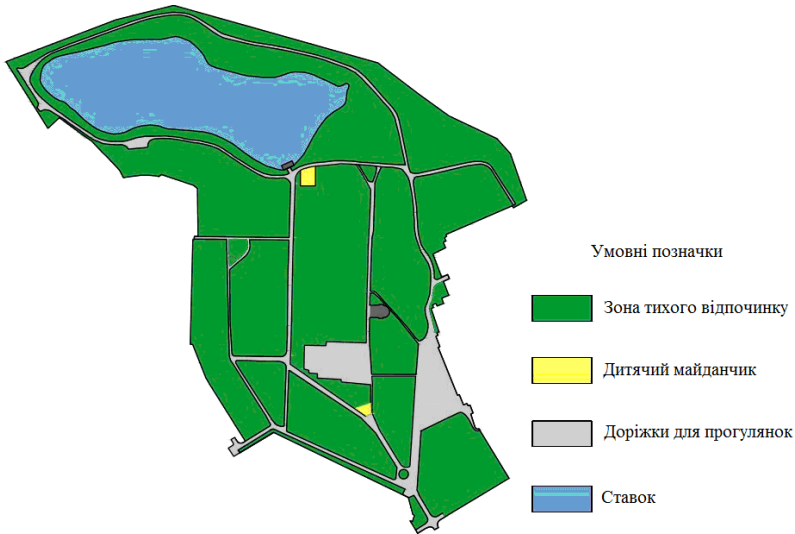 Умовні позначки
Зона тихого відпочинку
Дитячий майданчик
Доріжки для прогулянок
Ставок